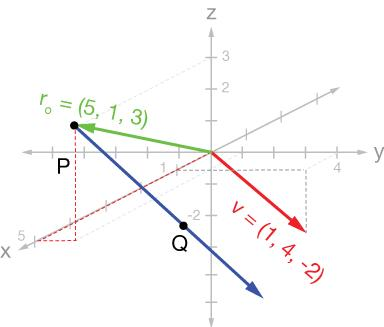 z
3
2
r₀ = (5, 1, 3)
P
1
4
y
5
x
-2
Q
v = (1, 4, -2)